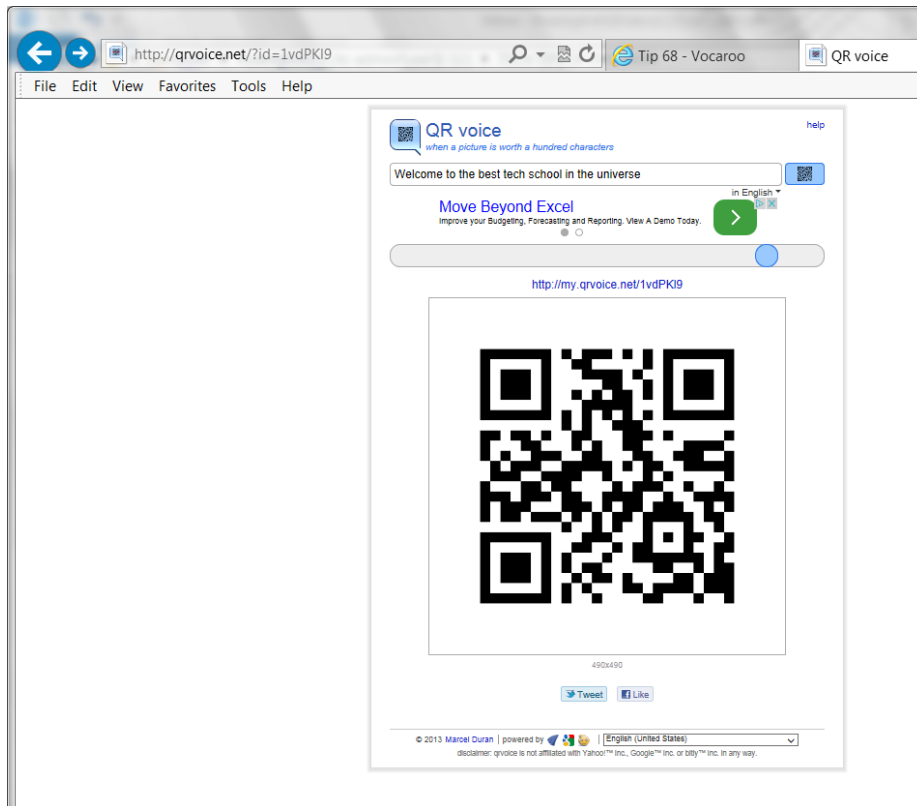 http://qrvoice.net/?id=1vdPKl9
Tip 68 - Vocaroo
QR voice
File Edit View Favorites Tools Help
QR voice
help
when a picture is worth a hundred characters
Welcome to the best tech school in the universe
in English
Move Beyond Excel
Improve your Budgeting, Forecasting and Reporting. View A Demo Today.
http://my.qrvoice.net/1vdPKl9
490x490
Tweet Like
© 2013 Marcel Duran | powered by | English (United States)
disclaimer: qrvoice is not affiliated with Yahoo!™ Inc., Google™ Inc. or bitly™ Inc. in any way.